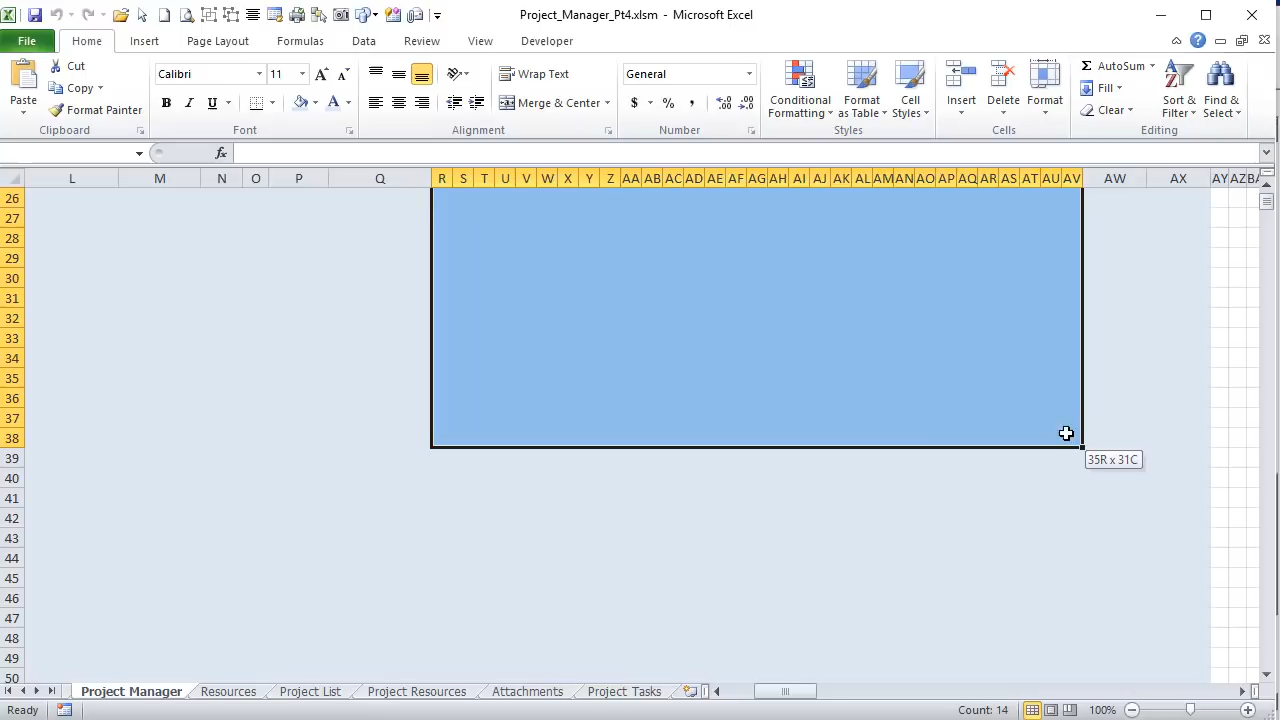 Project_Manager_Pt4.xlsm - Microsoft Excel
File Home Insert Page Layout Formulas Data Review View Developer
Paste
Cut
Copy
Format Painter
Clipboard
Calibri 11
B I U
Font
Wrap Text
Merge & Center
Alignment
General
$ % ,
Number
Conditional Formatting
Format as Table
Cell Styles
Styles
Insert Delete Format
Cells
AutoSum
Fill
Clear
Sort & Filter
Find & Select
Editing
fx
L M N O P Q R S T U V W X Y Z AA AB AC AD AE AF AG AH AI AJ AK AL AM AN AO AP AQ AR AS AT AU AV AW AX AY AZ BA
26
27
28
29
30
31
32
33
34
35
36
37
38
39
35R x 31C
40
41
42
43
44
45
46
47
48
49
50
Project Manager Resources Project List Project Resources Attachments Project Tasks
Ready Count: 14 100%